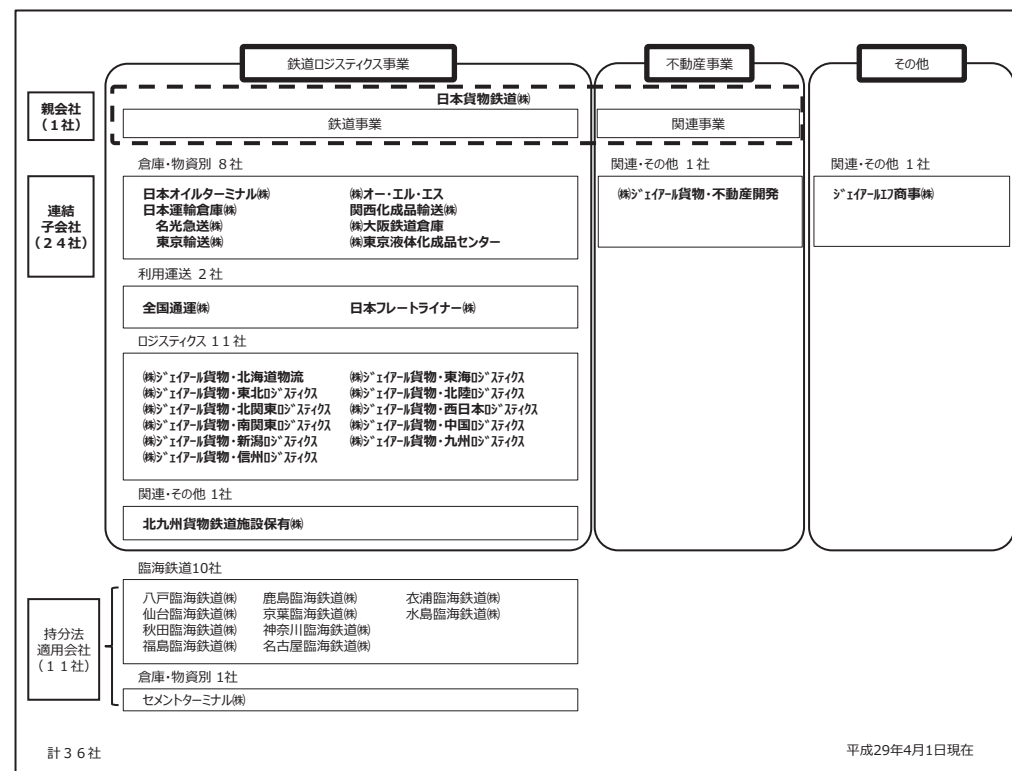 鉄道ロジスティクス事業
不動産事業
その他
親会社
(1社)
日本貨物鉄道㈱
鉄道事業
関連事業
連結
子会社
(24社)
倉庫・物資別 8社
日本オイルターミナル㈱ ㈱オー・エル・エス
日本運輸倉庫㈱ 関西化成品輸送㈱
名光急送㈱ ㈱大阪鉄道倉庫
東京輸送㈱ ㈱東京液体化成品センター
利用運送 2社
全国通運㈱ 日本フレートライナー㈱
ロジスティクス 11社
㈱ジェイアール貨物・北海道物流 ㈱ジェイアール貨物・東海ロジスティクス
㈱ジェイアール貨物・東北ロジスティクス ㈱ジェイアール貨物・北陸ロジスティクス
㈱ジェイアール貨物・北関東ロジスティクス ㈱ジェイアール貨物・西日本ロジスティクス
㈱ジェイアール貨物・南関東ロジスティクス ㈱ジェイアール貨物・中国ロジスティクス
㈱ジェイアール貨物・新潟ロジスティクス ㈱ジェイアール貨物・九州ロジスティクス
㈱ジェイアール貨物・信州ロジスティクス
関連・その他 1社
北九州貨物鉄道施設保有㈱
関連・その他 1社
㈱ジェイアール貨物・不動産開発
関連・その他 1社
ジェイアールエフ商事㈱
持分法
適用会社
(11社)
臨海鉄道10社
八戸臨海鉄道㈱ 鹿島臨海鉄道㈱ 衣浦臨海鉄道㈱
仙台臨海鉄道㈱ 京葉臨海鉄道㈱ 水島臨海鉄道㈱
秋田臨海鉄道㈱ 神奈川臨海鉄道㈱
福島臨海鉄道㈱ 名古屋臨海鉄道㈱
倉庫・物資別 1社
セメントターミナル㈱
計36社
平成29年4月1日現在